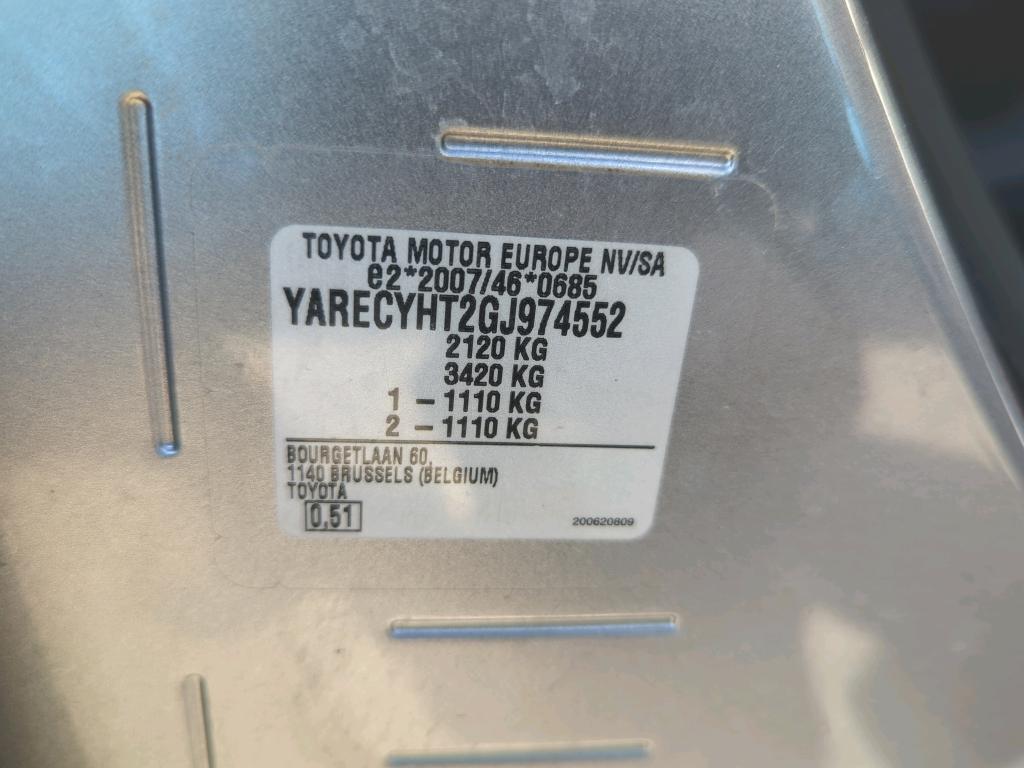 TOYOTA MOTOR EUROPE NV/SA
e2*2007/46*0685
YARECYHT2GJ974552
2120 KG
3420 KG
1 – 1110 KG
2 – 1110 KG
BOURGETLAAN 60,
1140 BRUSSELS (BELGIUM)
TOYOTA
0,51
200620809